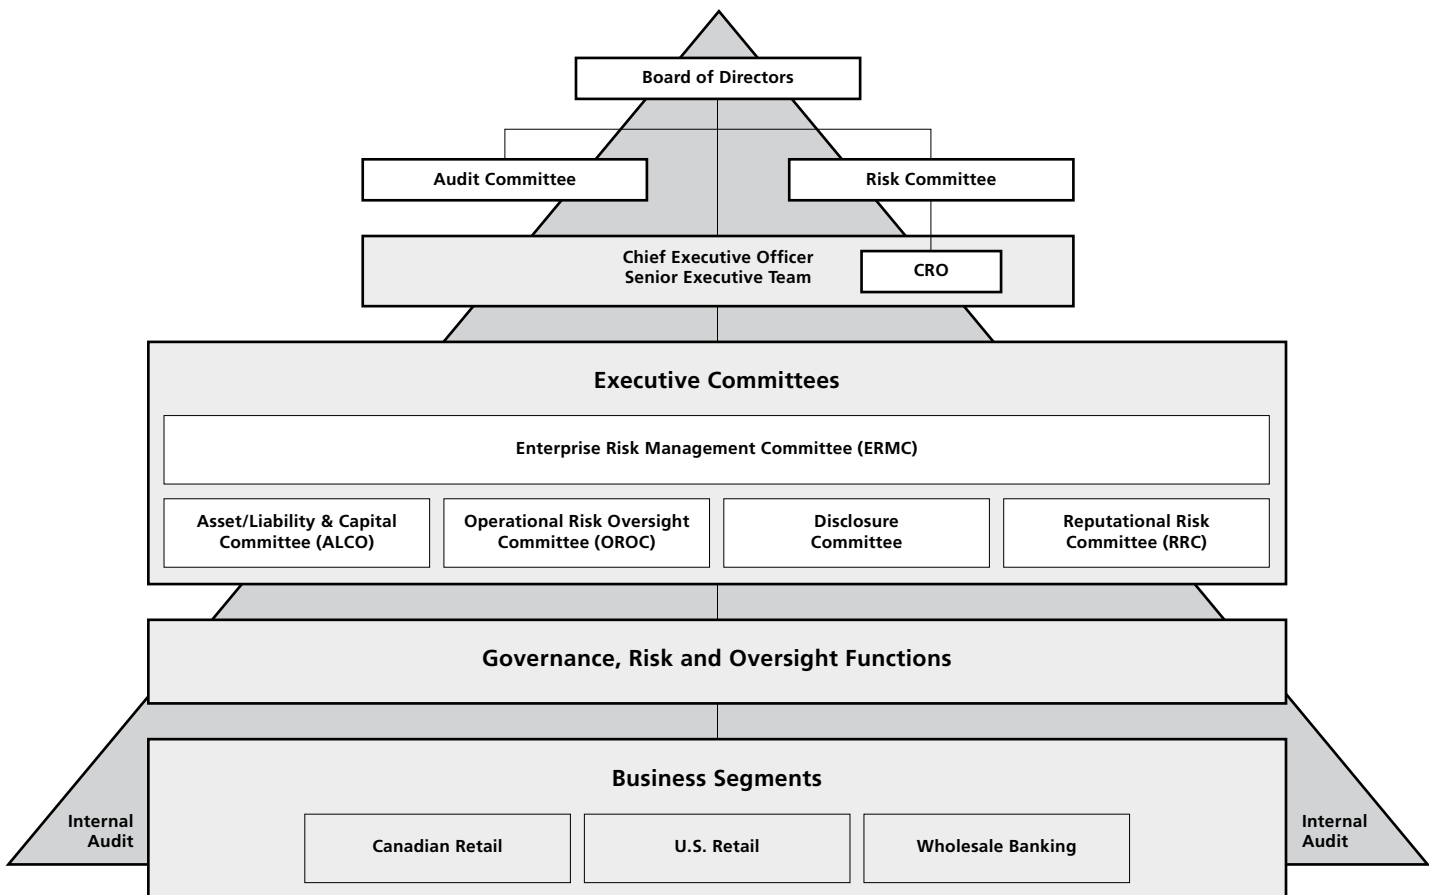 Board of Directors
Audit Committee
Risk Committee
Chief Executive Officer
Senior Executive Team
CRO
Executive Committees
Enterprise Risk Management Committee (ERMC)
Asset/Liability & Capital
Committee (ALCO)
Operational Risk Oversight
Committee (OROC)
Disclosure
Committee
Reputational Risk
Committee (RRC)
Governance, Risk and Oversight Functions
Business Segments
Internal
Audit
Canadian Retail
U.S. Retail
Wholesale Banking
Internal
Audit